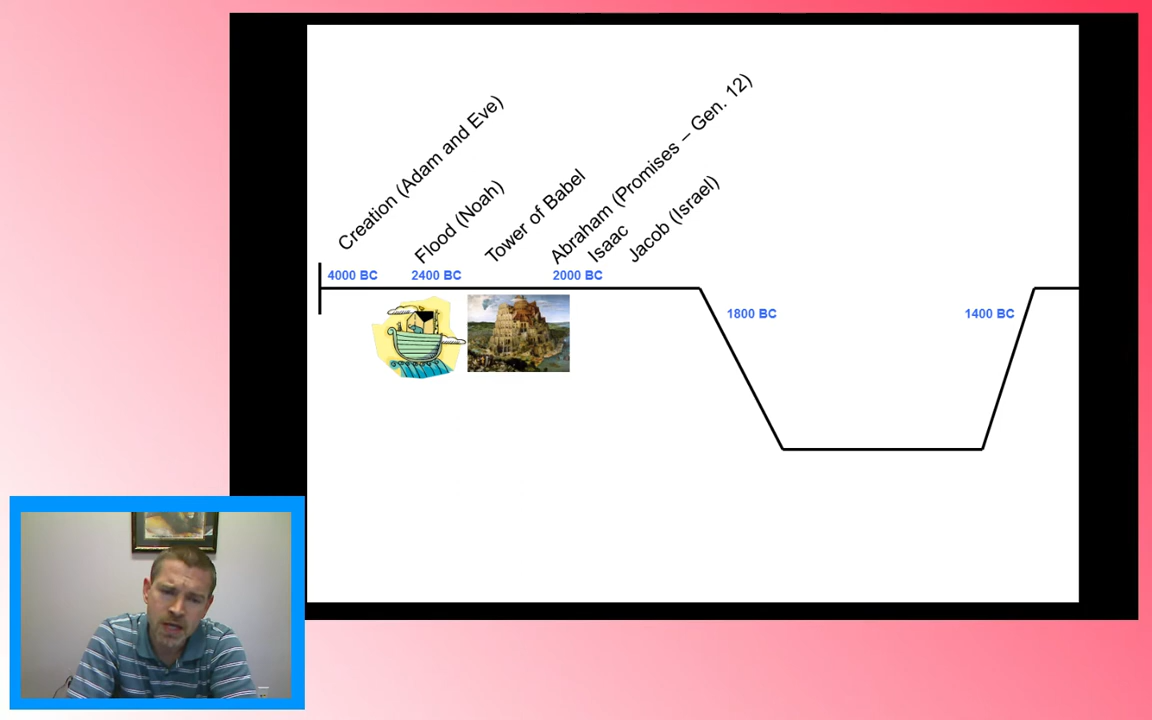 Creation (Adam and Eve)
Flood (Noah)
Tower of Babel
Abraham (Promises – Gen. 12)
Isaac
Jacob (Israel)
4000 BC
2400 BC
2000 BC
1800 BC
1400 BC